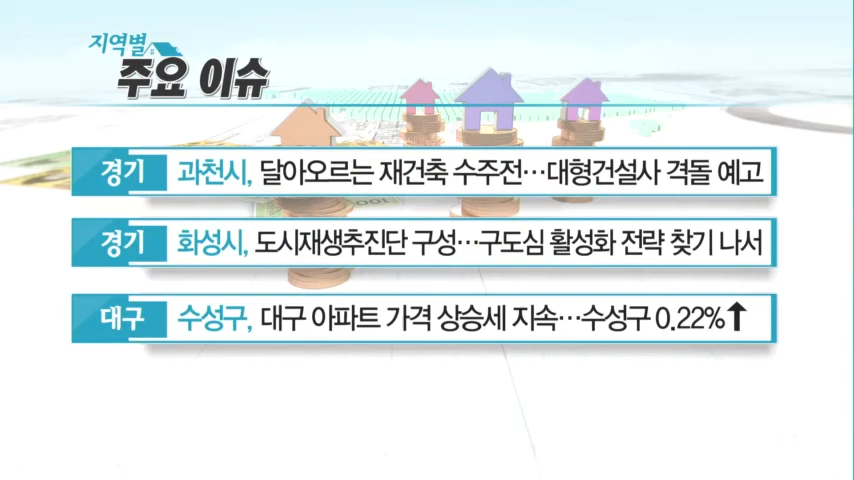 지역별
주요 이슈
경기 과천시, 달아오르는 재건축 수주전…대형건설사 격돌 예고
경기 화성시, 도시재생추진단 구성…구도심 활성화 전략 찾기 나서
대구 수성구, 대구 아파트 가격 상승세 지속…수성구 0.22%↑